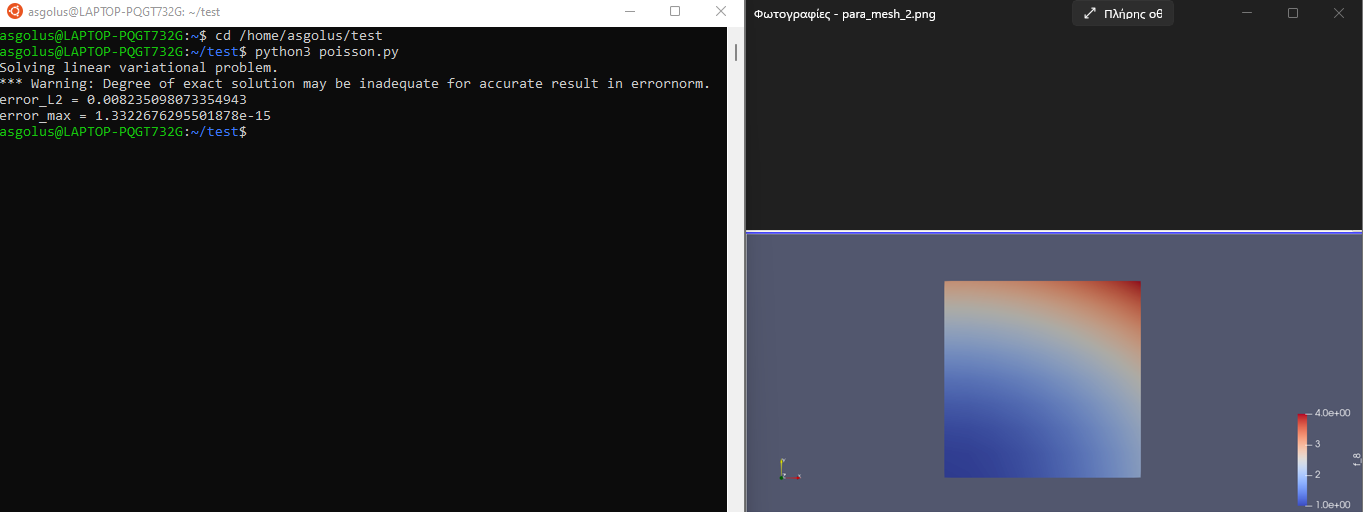 asgolus@LAPTOP-PQGT732G: ~/test
asgolus@LAPTOP-PQGT732G:~$ cd /home/asgolus/test
asgolus@LAPTOP-PQGT732G:~/test$ python3 poisson.py
Solving linear variational problem.
*** Warning: Degree of exact solution may be inadequate for accurate result in errornorm.
error_L2 = 0.008235098073354943
error_max = 1.3322676295501878e-15
asgolus@LAPTOP-PQGT732G:~/test$
Φωτογραφίες - para_mesh_2.png
Πλήρης οθ
4.0e+00
3
2
1.0e+00
f_8